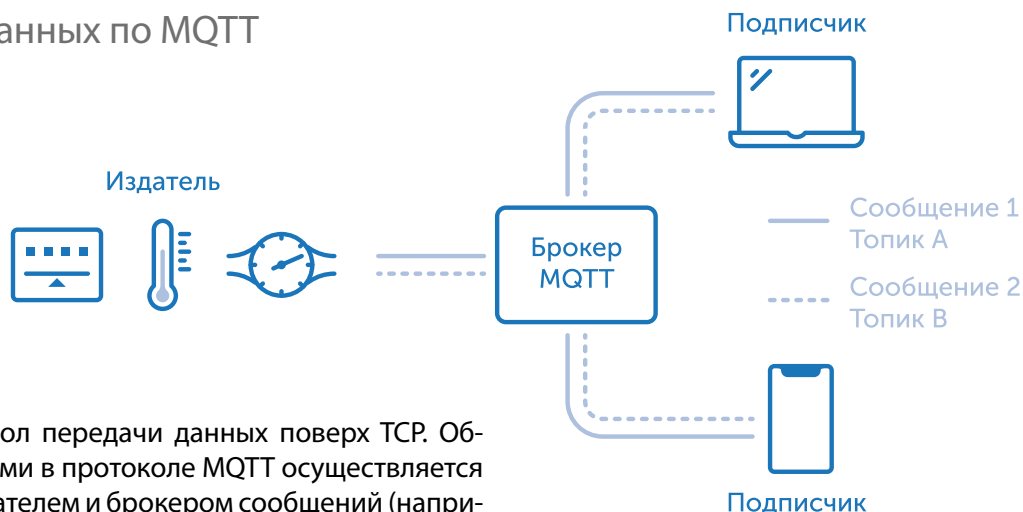 анных по MQTT
Подписчик
Издатель
Сообщение 1
Топик A
Брокер
MQTT
Сообщение 2
Топик B
ол передачи данных поверх TCP. Об-
ми в протоколе MQTT осуществляется
ателем и брокером сообщений (напри-
Подписчик